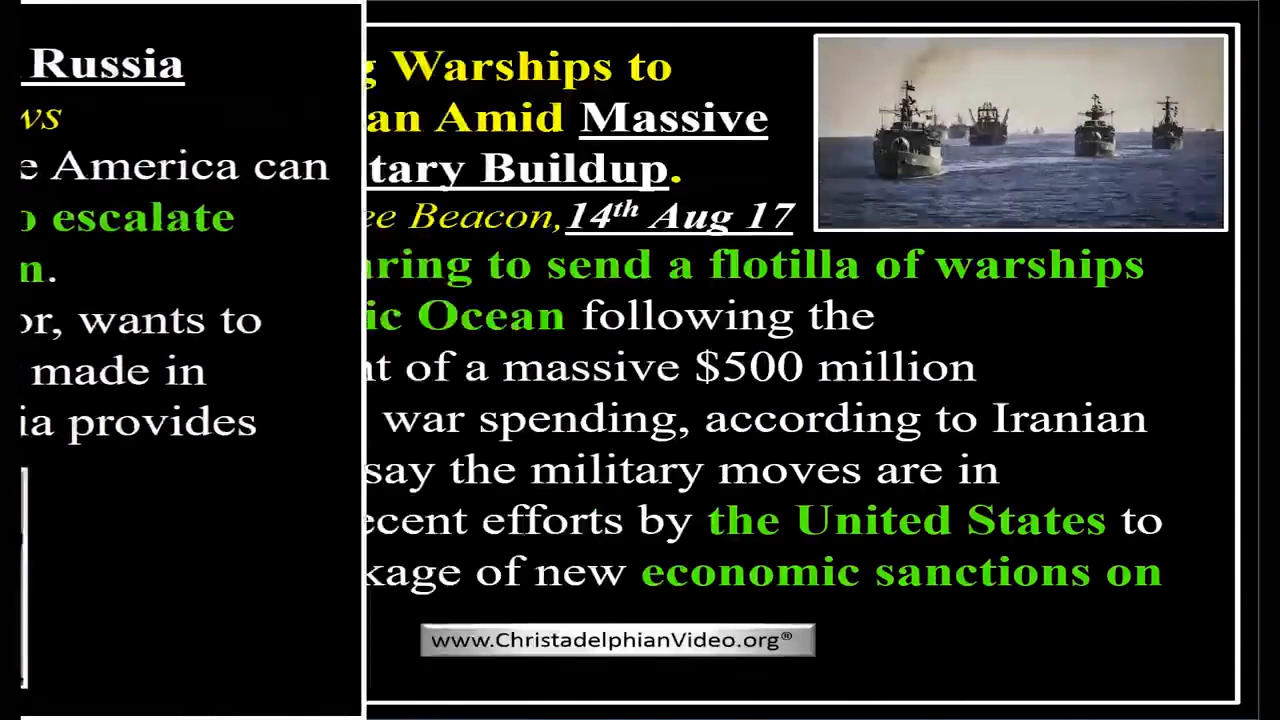 Russia
ws
e America can
escalate
n.
or, wants to
made in
ia provides
g Warships to
an Amid Massive
tary Buildup.
ee Beacon, 14th Aug 17
ring to send a flotilla of warships
ic Ocean following the
nt of a massive $500 million
war spending, according to Iranian
say the military moves are in
ecent efforts by the United States to
kage of new economic sanctions on
www.ChristadelphianVideo.org®